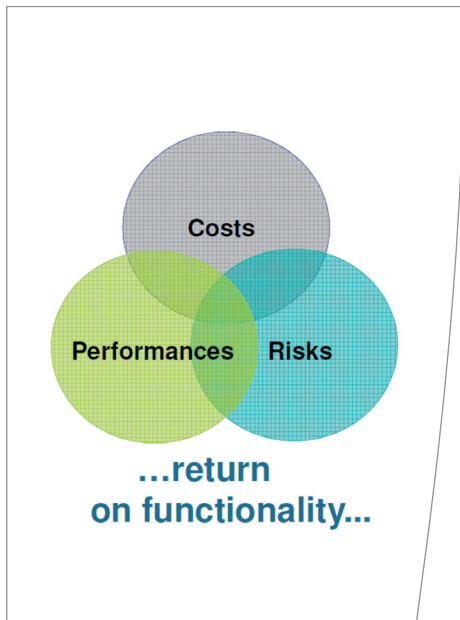 Costs
Performances
Risks
...return
on functionality...